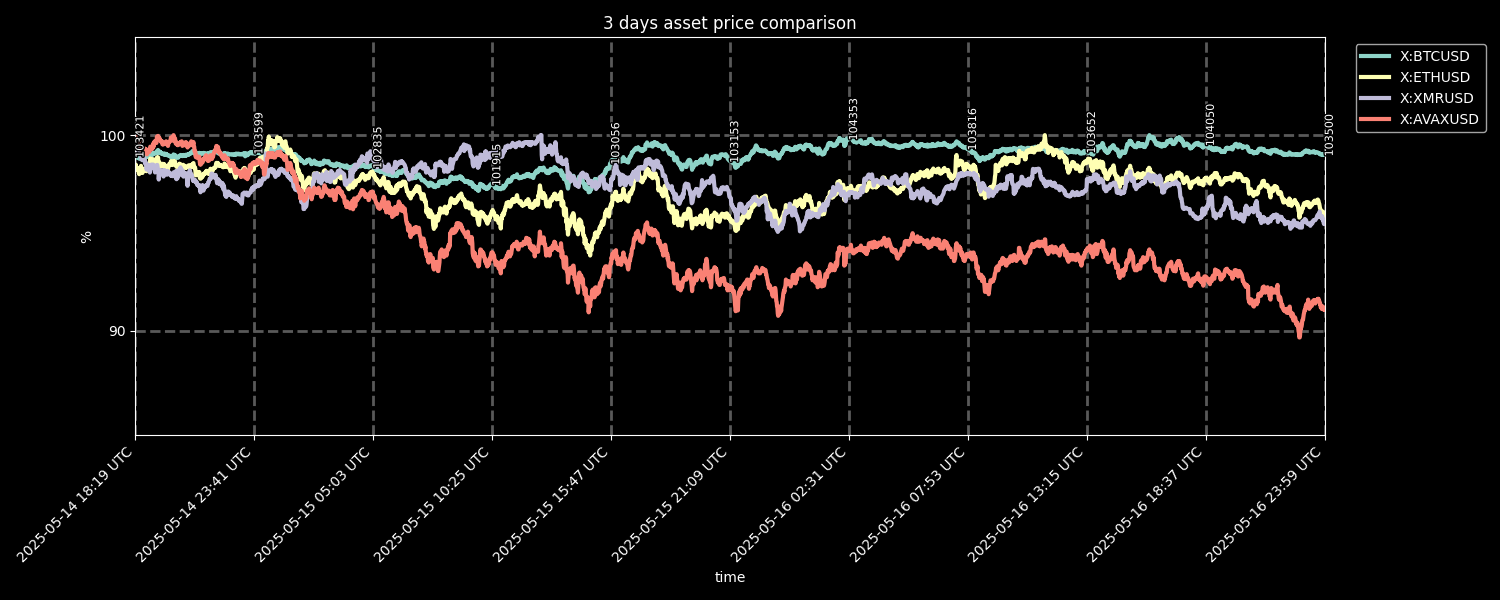 3 days asset price comparison
X:BTCUSD
X:ETHUSD
X:XMRUSD
X:AVAXUSD
%
100
90
103421
103599
102835
101915
103056
103153
104353
103816
103652
104050
103500
2025-05-14 18:19 UTC
2025-05-14 23:41 UTC
2025-05-15 05:03 UTC
2025-05-15 10:25 UTC
2025-05-15 15:47 UTC
2025-05-15 21:09 UTC
2025-05-16 02:31 UTC
2025-05-16 07:53 UTC
2025-05-16 13:15 UTC
2025-05-16 18:37 UTC
2025-05-16 23:59 UTC
time